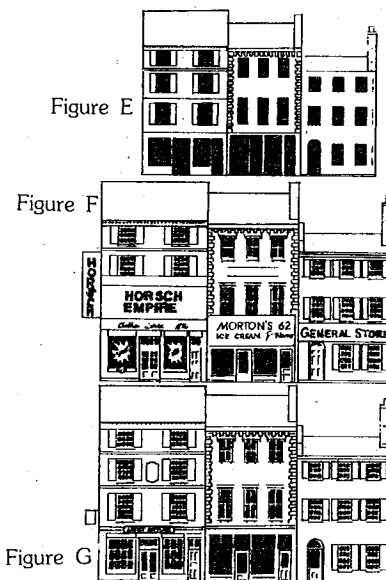 Figure E
Figure F
HORSCH
HORSCH
EMPIRE
MORTON'S 62
ICE CREAM &
GENERAL STORE
Figure G